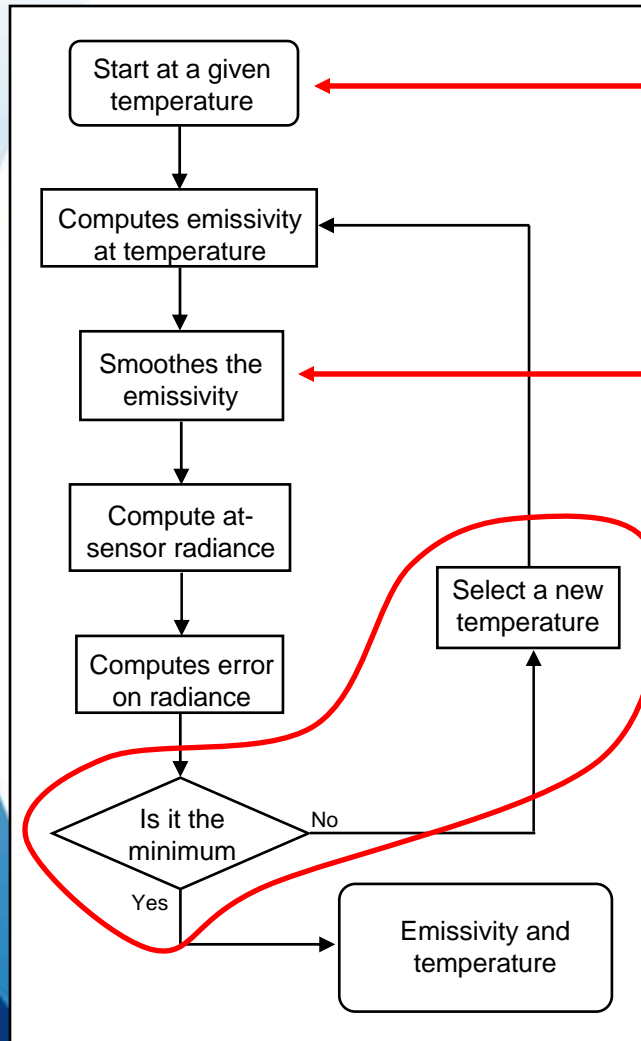 Start at a given
temperature
Computes emissivity
at temperature
Smoothes the
emissivity
Compute at-
sensor radiance
Select a new
temperature
Computes error
on radiance
Is it the
minimum
No
Yes
Emissivity and
temperature